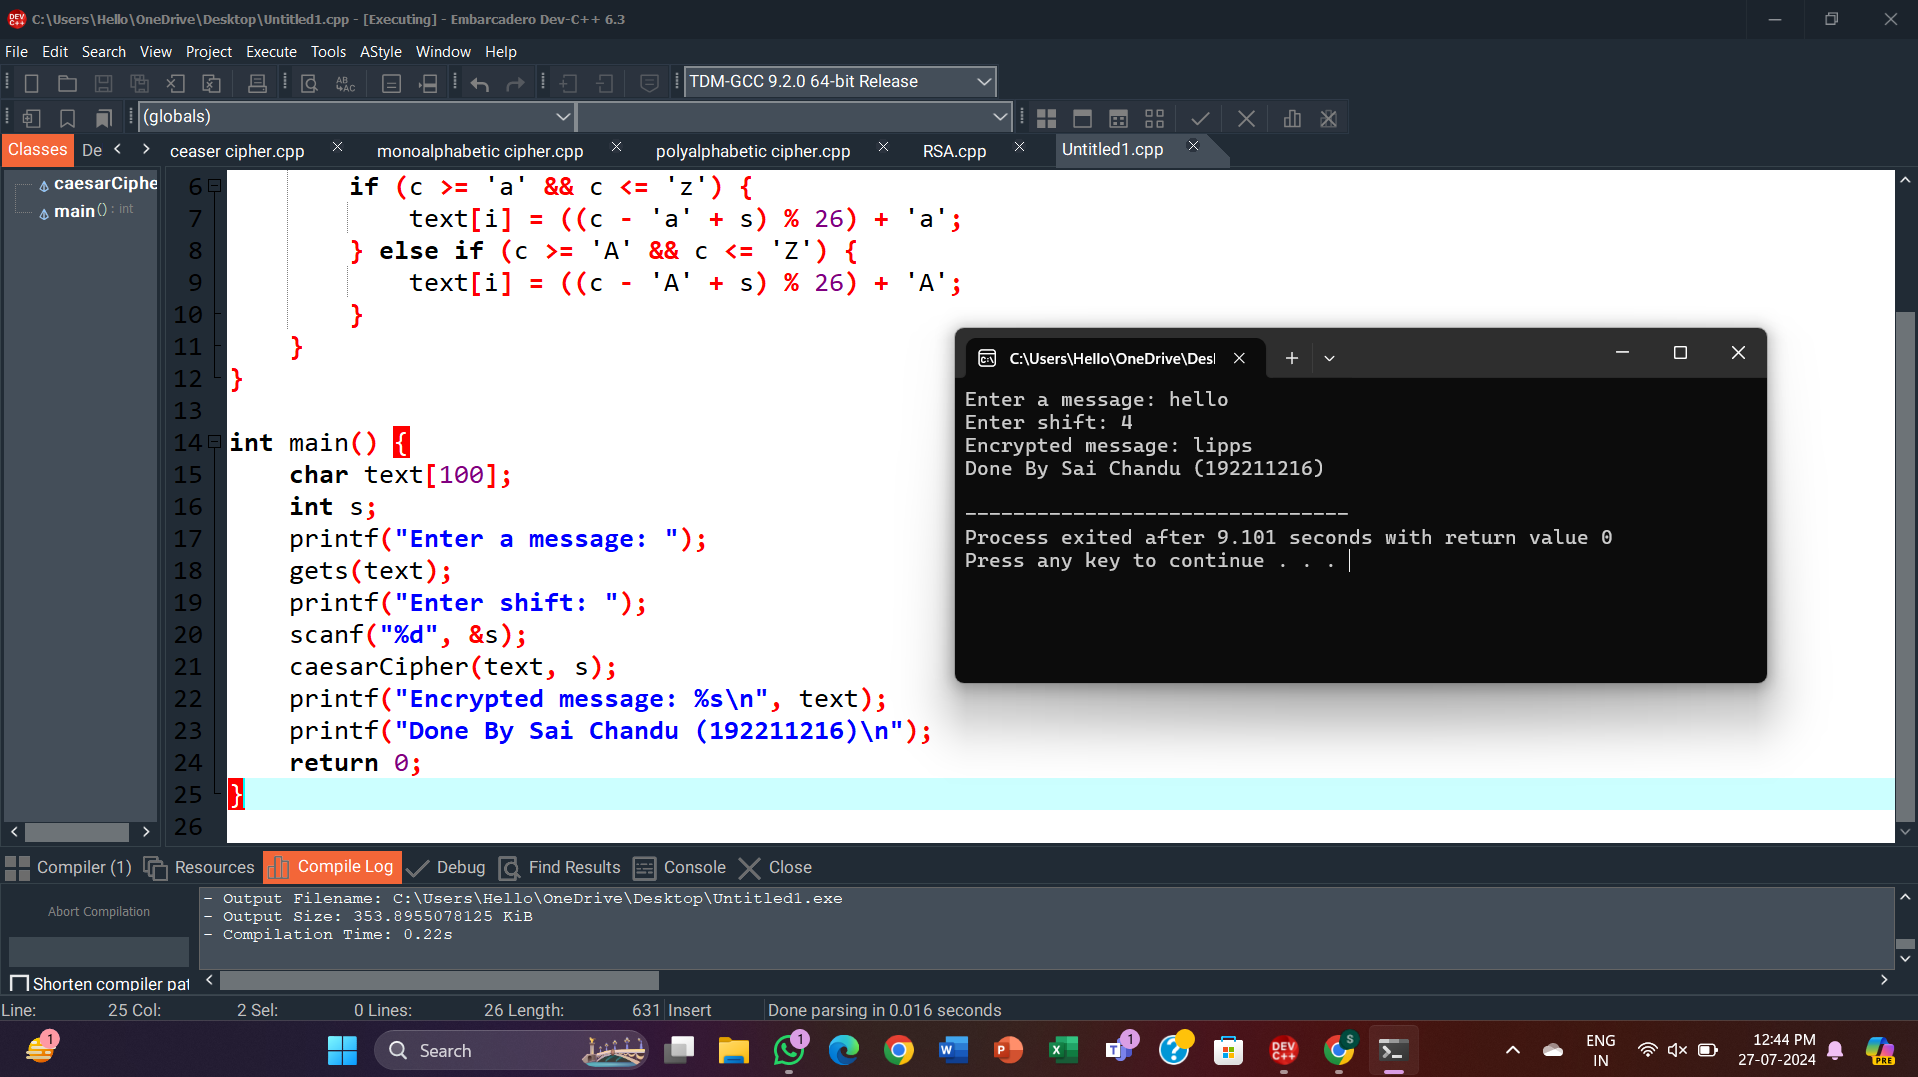 C:\Users\Hello\OneDrive\Desktop\Untitled1.cpp - [Executing] - Embarcadero Dev-C++ 6.3
File Edit Search View Project Execute Tools AStyle Window Help
TDM-GCC 9.2.0 64-bit Release
(globals)
Classes De ceaser cipher.cpp monoalphabetic cipher.cpp polyalphabetic cipher.cpp RSA.cpp Untitled1.cpp
caesarCiphe
main() : int
6 if (c >= 'a' && c <= 'z') {
7 text[i] = ((c - 'a' + s) % 26) + 'a';
8 } else if (c >= 'A' && c <= 'Z') {
9 text[i] = ((c - 'A' + s) % 26) + 'A';
10 }
11 }
12 }
13
14 int main() {
15 char text[100];
16 int s;
17 printf("Enter a message: ");
18 gets(text);
19 printf("Enter shift: ");
20 scanf("%d", &s);
21 caesarCipher(text, s);
22 printf("Encrypted message: %s\n", text);
23 printf("Done By Sai Chandu (192211216)\n");
24 return 0;
25 }
26
C:\Users\Hello\OneDrive\Des
Enter a message: hello
Enter shift: 4
Encrypted message: lipps
Done By Sai Chandu (192211216)
--------------------------------
Process exited after 9.101 seconds with return value 0
Press any key to continue . . .
Compiler (1) Resources Compile Log Debug Find Results Console Close
Abort Compilation
Shorten compiler pat
- Output Filename: C:\Users\Hello\OneDrive\Desktop\Untitled1.exe
- Output Size: 353.8955078125 KiB
- Compilation Time: 0.22s
Line: 25 Col: 2 Sel: 0 Lines: 26 Length: 631 Insert Done parsing in 0.016 seconds
1 Search 1 1 S
ENG
IN
12:44 PM
27-07-2024
PRE